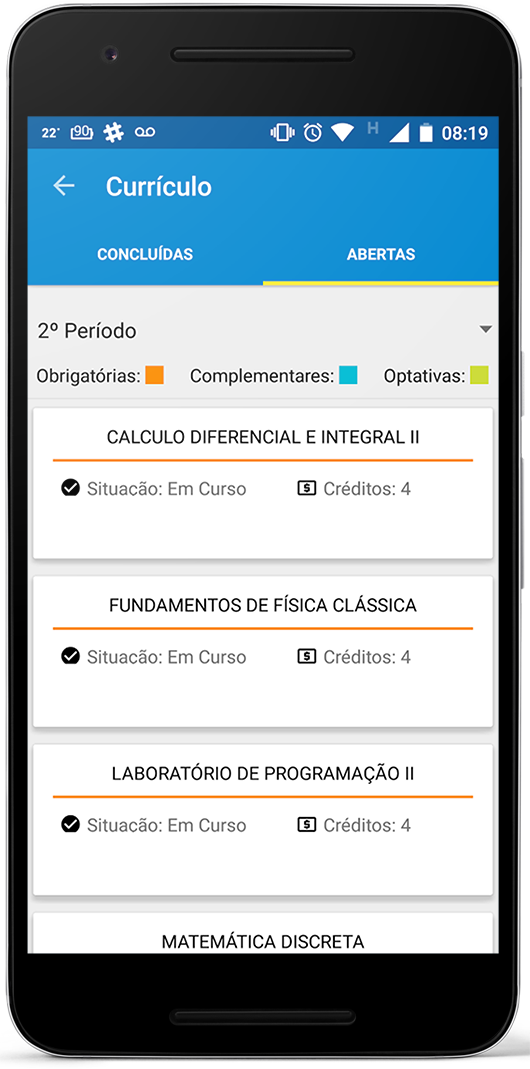 22° 90 H 08:19
Currículo
CONCLUÍDAS ABERTAS
2º Período
Obrigatórias: Complementares: Optativas:
CALCULO DIFERENCIAL E INTEGRAL II
Situacão: Em Curso $ Créditos: 4
FUNDAMENTOS DE FÍSICA CLÁSSICA
Situacão: Em Curso $ Créditos: 4
LABORATÓRIO DE PROGRAMAÇÃO II
Situacão: Em Curso $ Créditos: 4
MATEMÁTICA DISCRETA